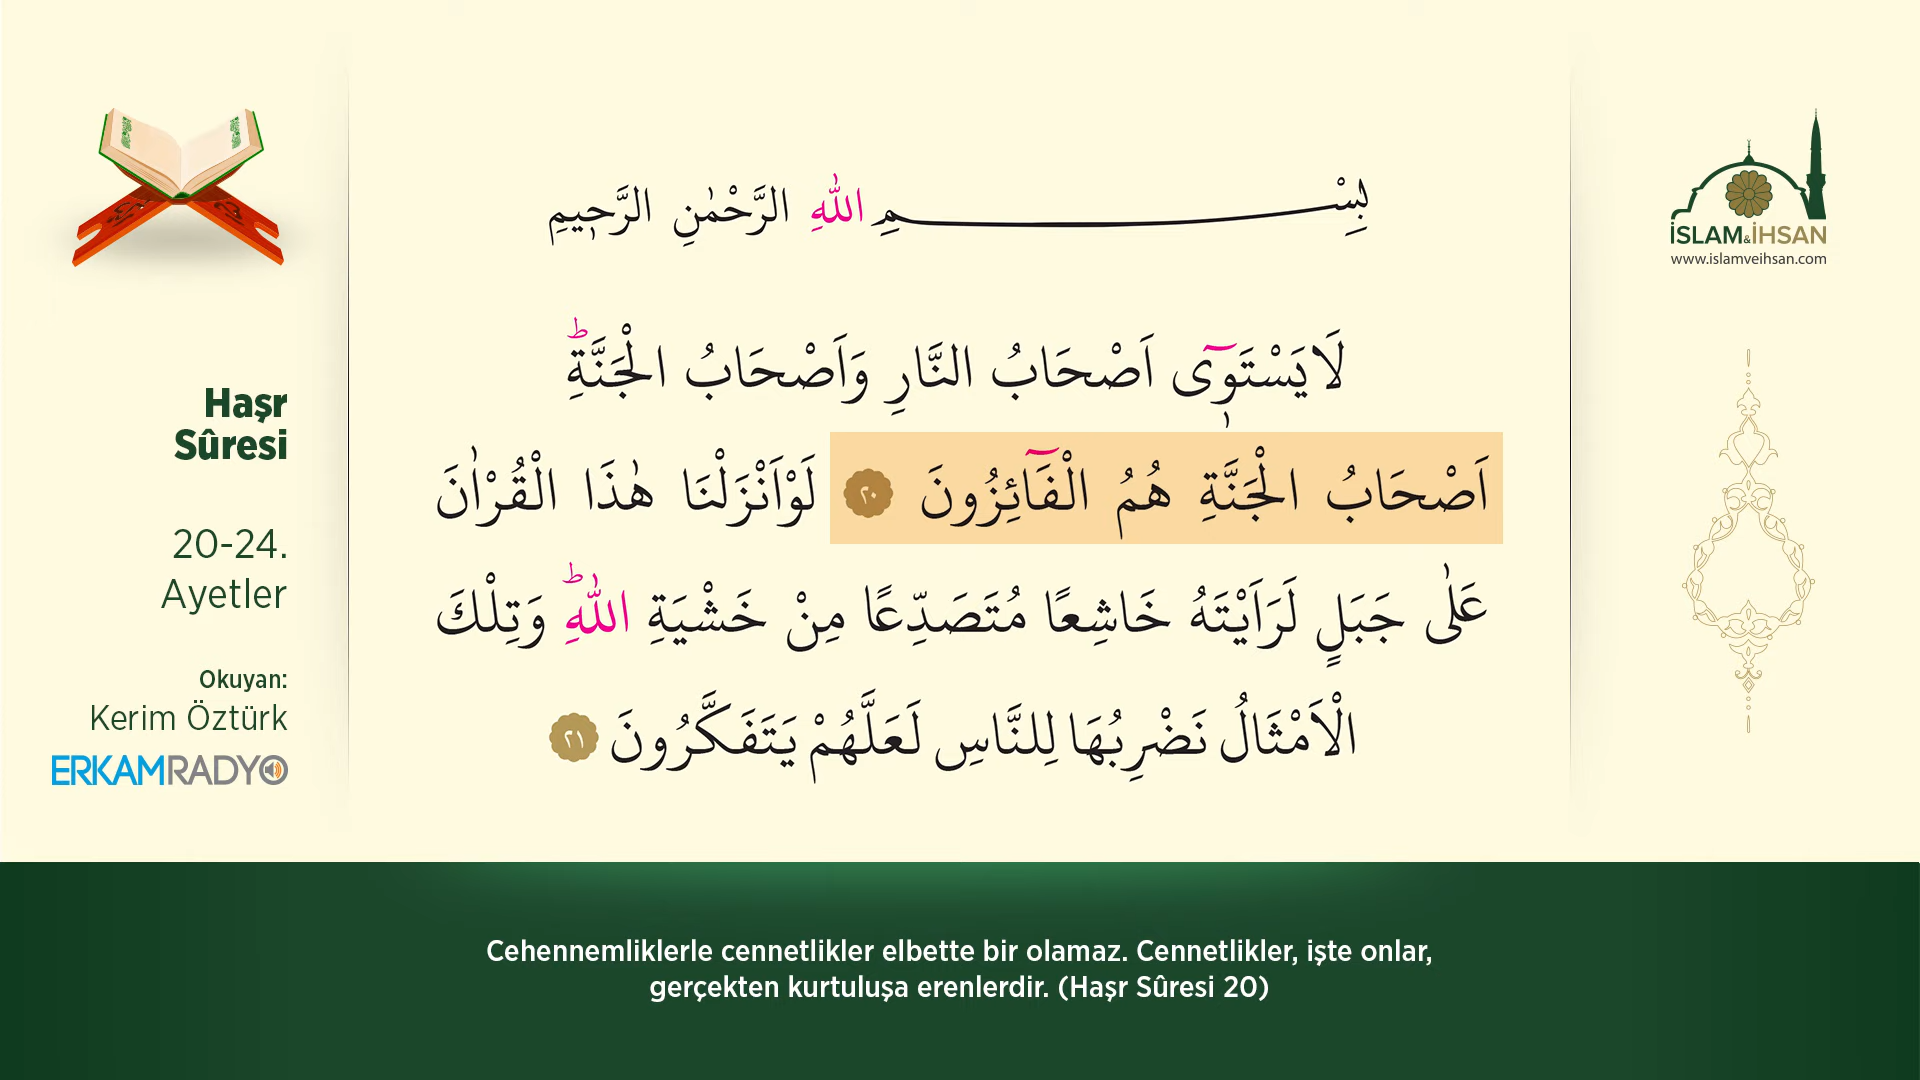 Haşr
Sûresi
20-24.
Ayetler
Okuyan:
Kerim Öztürk
ERKAMRADYO
بِسْمِ اللّٰهِ الرَّحْمٰنِ الرَّح۪يمِ
لَا يَسْتَو۪ٓي اَصْحَابُ النَّارِ وَاَصْحَابُ الْجَنَّةِۜ
اَصْحَابُ الْجَنَّةِ هُمُ الْفَٓائِزُونَ ٢٠ لَوْ اَنْزَلْنَا هٰذَا الْقُرْاٰنَ
عَلٰى جَبَلٍ لَرَاَيْتَهُ خَاشِعًا مُتَصَدِّعًا مِنْ خَشْيَةِ اللّٰهِۜ وَتِلْكَ
الْاَمْثَالُ نَضْرِبُهَا لِلنَّاسِ لَعَلَّهُمْ يَتَفَكَّرُونَ ٢١
İSLAM&İHSAN
www.islamveihsan.com
Cehennemliklerle cennetlikler elbette bir olamaz. Cennetlikler, işte onlar,
gerçekten kurtuluşa erenlerdir. (Haşr Sûresi 20)